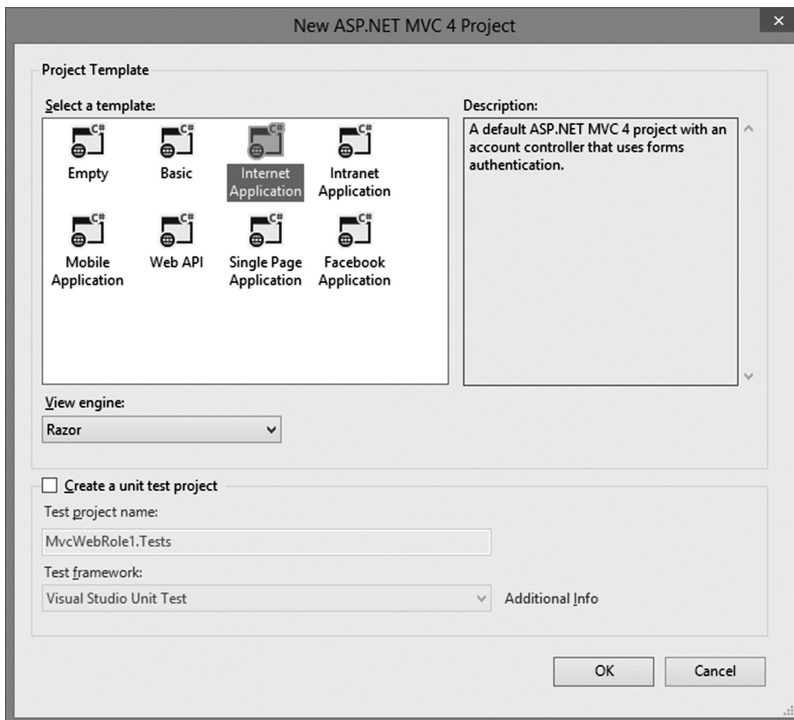 New ASP.NET MVC 4 Project
Project Template
Select a template:
C#
Empty
C#
Basic
C#
Internet
Application
C#
Intranet
Application
C#
Mobile
Application
C#
Web API
C#
Single Page
Application
C#
Facebook
Application
Description:
A default ASP.NET MVC 4 project with an
account controller that uses forms
authentication.
View engine:
Razor
Create a unit test project
Test project name:
MvcWebRole1.Tests
Test framework:
Visual Studio Unit Test
Additional Info
OK
Cancel